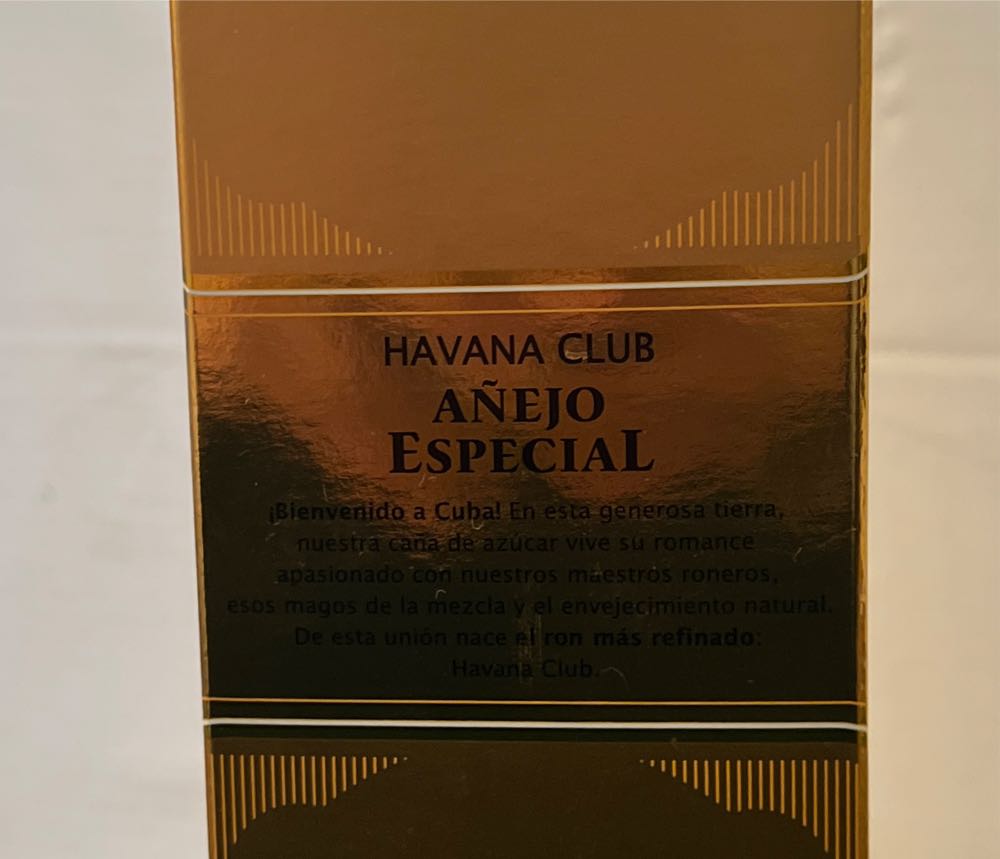 HAVANA CLUB
AÑEJO
ESPECIAL
¡Bienvenido a Cuba! En esta generosa tierra,
nuestra caña de azúcar vive su romance
apasionado con nuestros maestros roneros,
esos magos de la mezcla y el envejecimiento natural.
De esta unión nace el ron más refinado:
Havana Club.